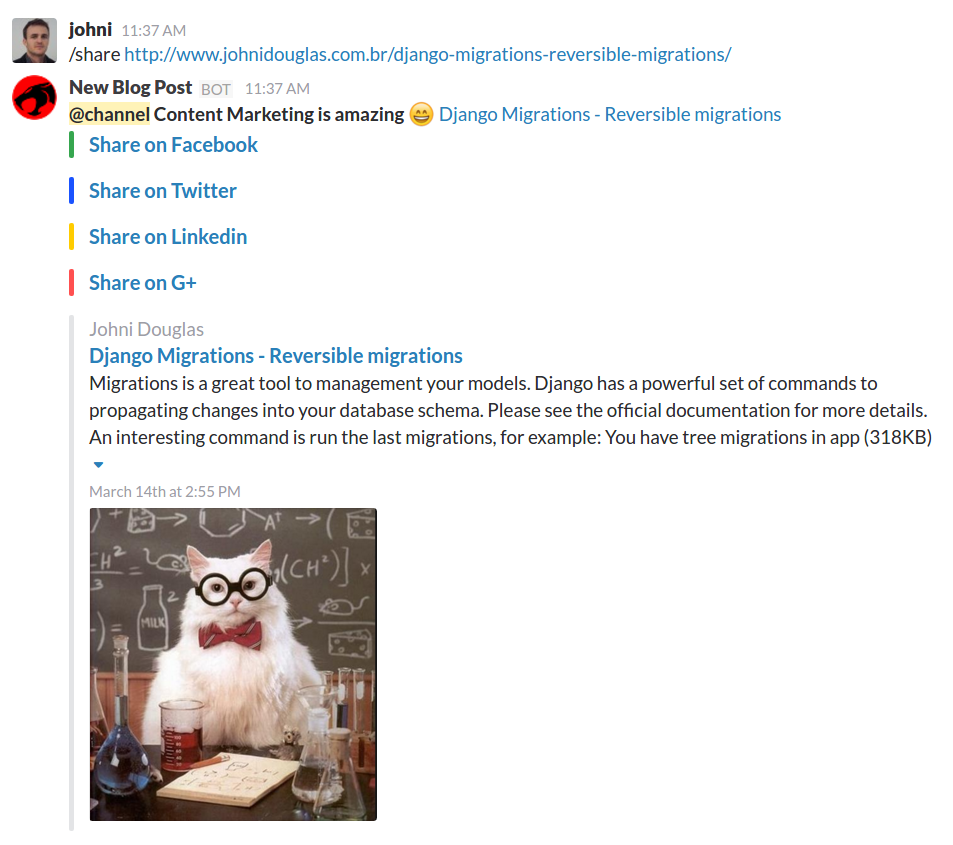 johni 11:37 AM
/share http://www.johnidouglas.com.br/django-migrations-reversible-migrations/
New Blog Post BOT 11:37 AM
@channel Content Marketing is amazing 😄 Django Migrations - Reversible migrations
Share on Facebook
Share on Twitter
Share on Linkedin
Share on G+
Johni Douglas
Django Migrations - Reversible migrations
Migrations is a great tool to management your models. Django has a powerful set of commands to
propagating changes into your database schema. Please see the official documentation for more details.
An interesting command is run the last migrations, for example: You have tree migrations in app (318KB)
March 14th at 2:55 PM
MILK